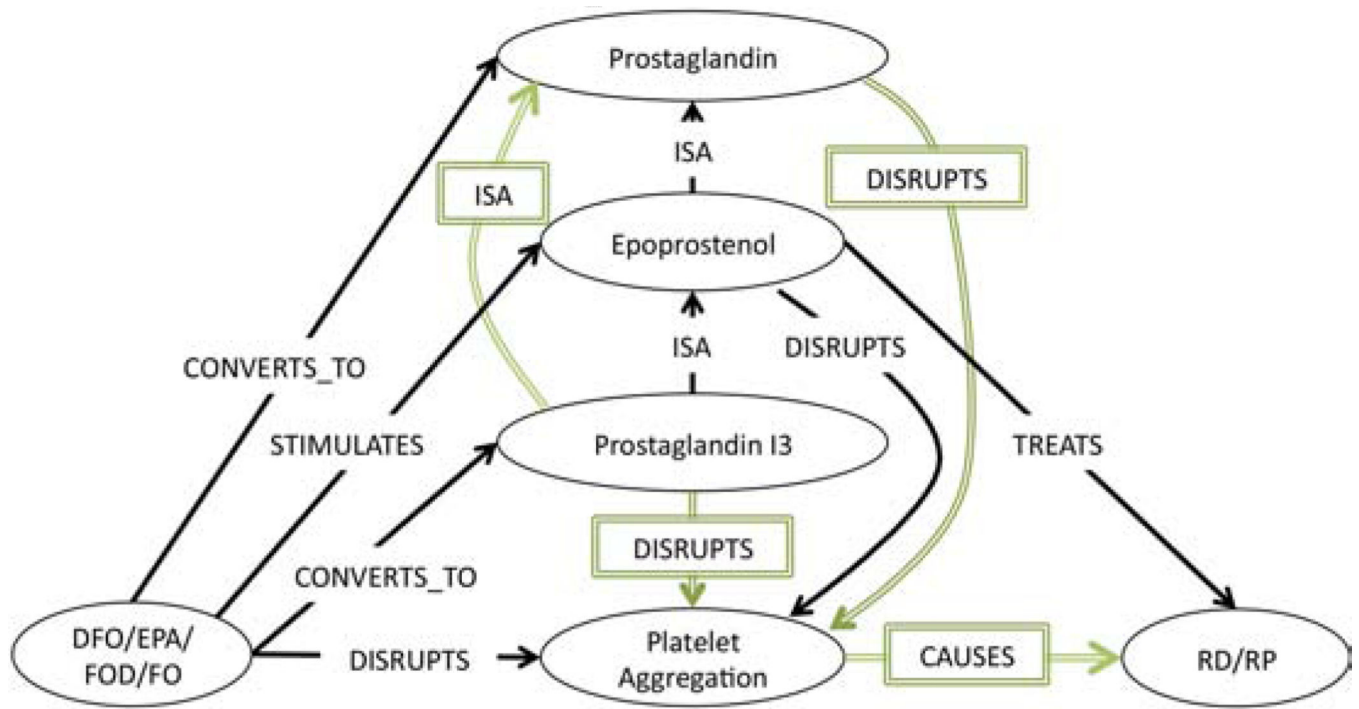 Prostaglandin
ISA
ISA
DISRUPTS
Epoprostenol
ISA
DISRUPTS
CONVERTS_TO
STIMULATES
Prostaglandin I3
TREATS
DISRUPTS
CONVERTS_TO
DFO/EPA/
FOD/FO
DISRUPTS
Platelet
Aggregation
CAUSES
RD/RP